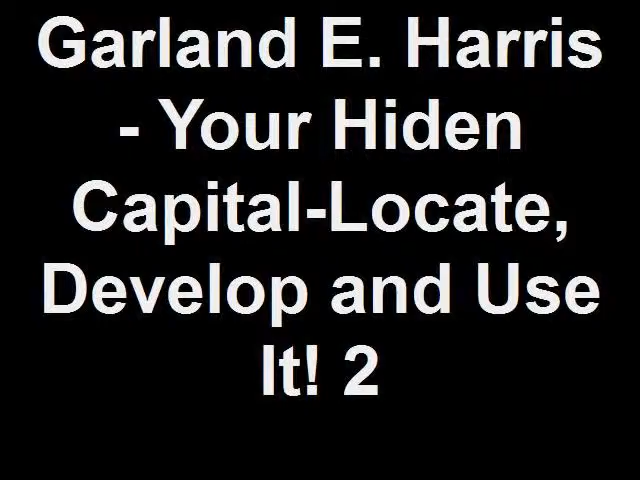 Garland E. Harris
- Your Hiden
Capital-Locate,
Develop and Use
It! 2